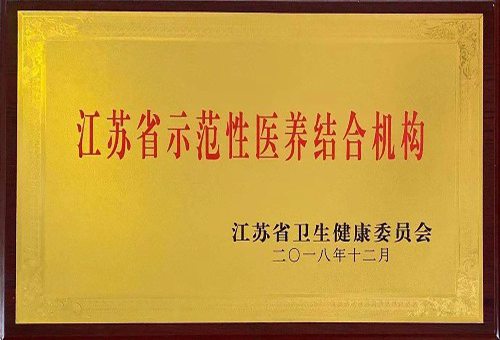 江苏省示范性医养结合机构
江苏省卫生健康委员会
二〇一八年十二月